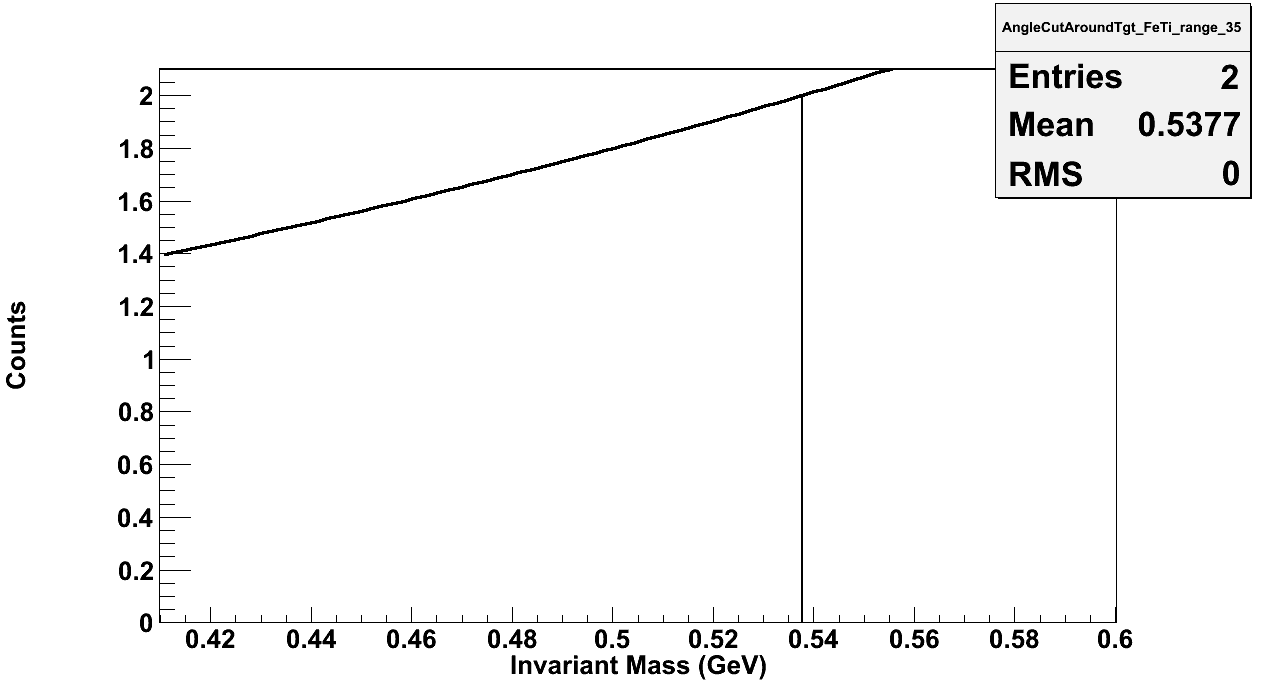 AngleCutAroundTgt_FeTi_range_35
Entries 2
Mean 0.5377
RMS 0
2
1.8
1.6
1.4
1.2
1
0.8
0.6
0.4
0.2
0
Counts
0.42 0.44 0.46 0.48 0.5 0.52 0.54 0.56 0.58 0.6
Invariant Mass (GeV)